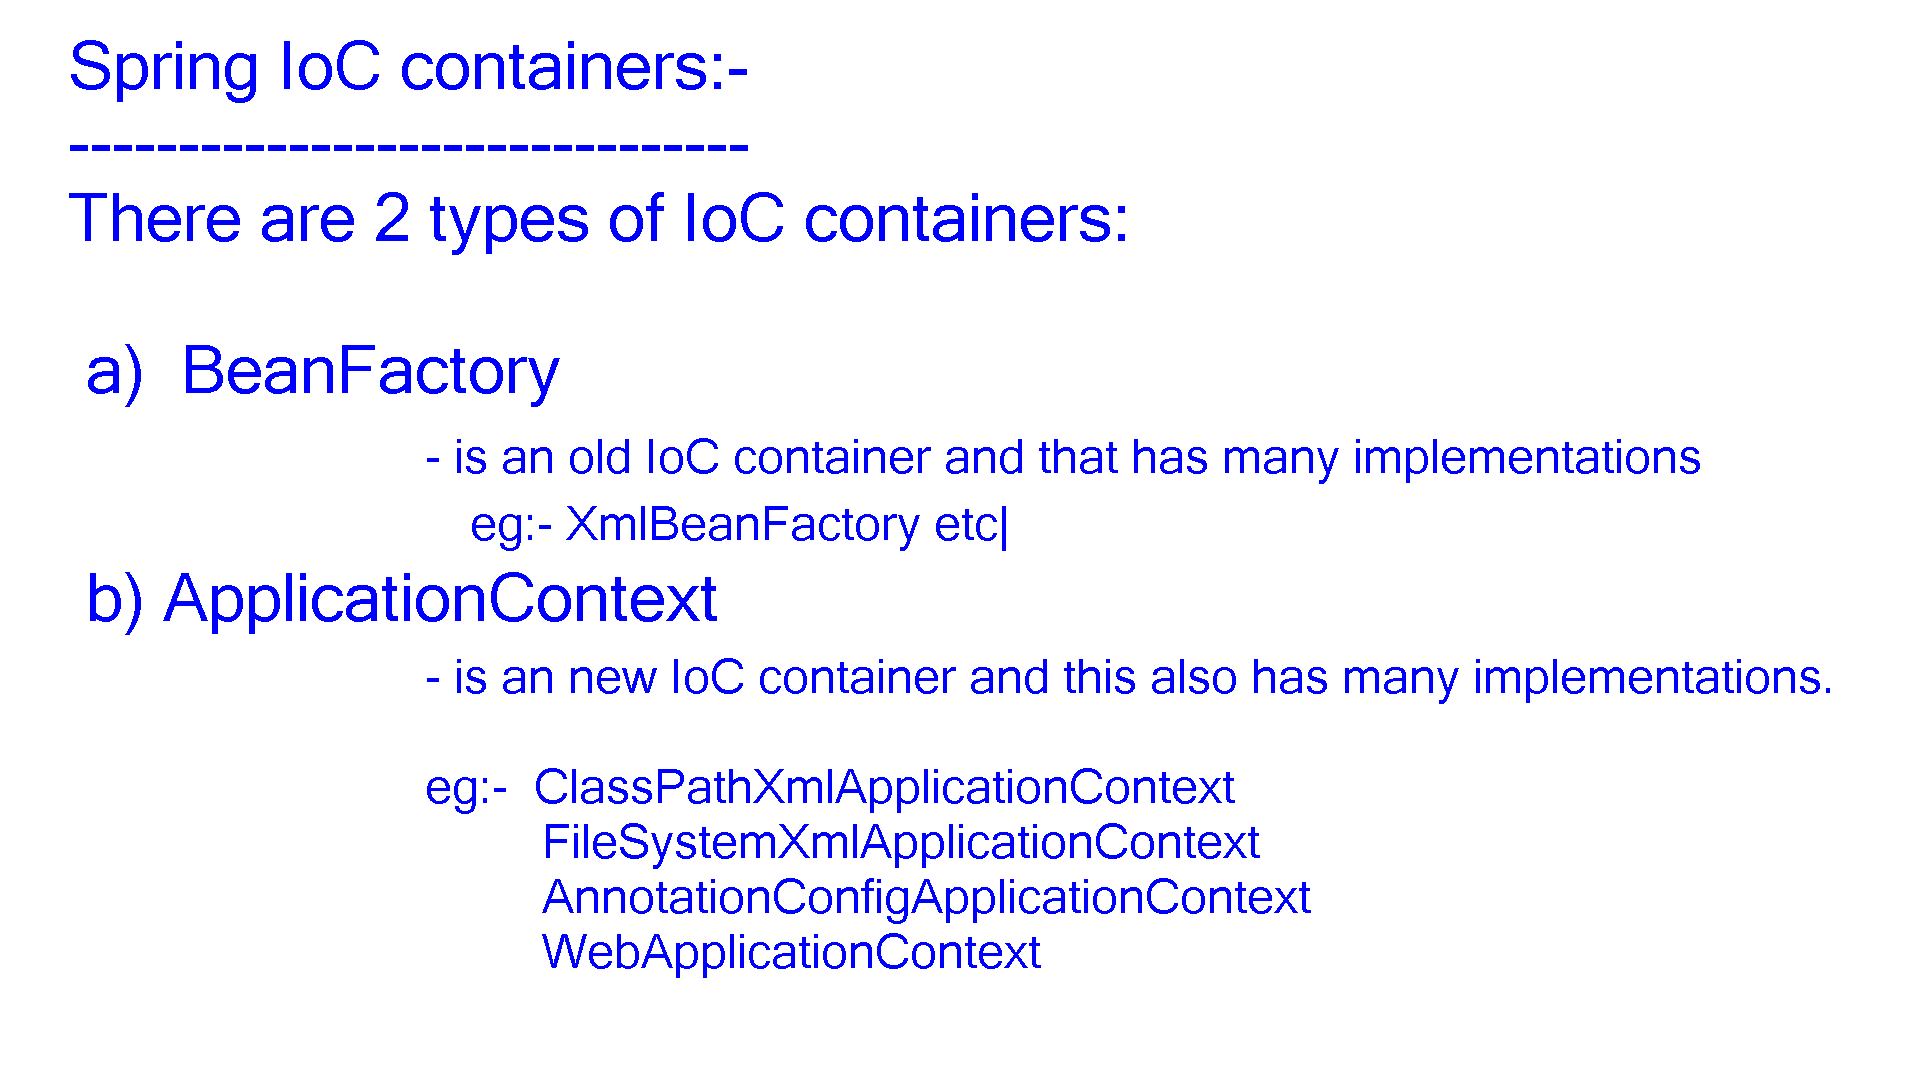 Spring IoC containers:-
-------------------------------
There are 2 types of IoC containers:
a)  BeanFactory
- is an old IoC container and that has many implementations
eg:- XmlBeanFactory etc|
b) ApplicationContext
- is an new IoC container and this also has many implementations.
eg:-  ClassPathXmlApplicationContext
FileSystemXmlApplicationContext
AnnotationConfigApplicationContext
WebApplicationContext